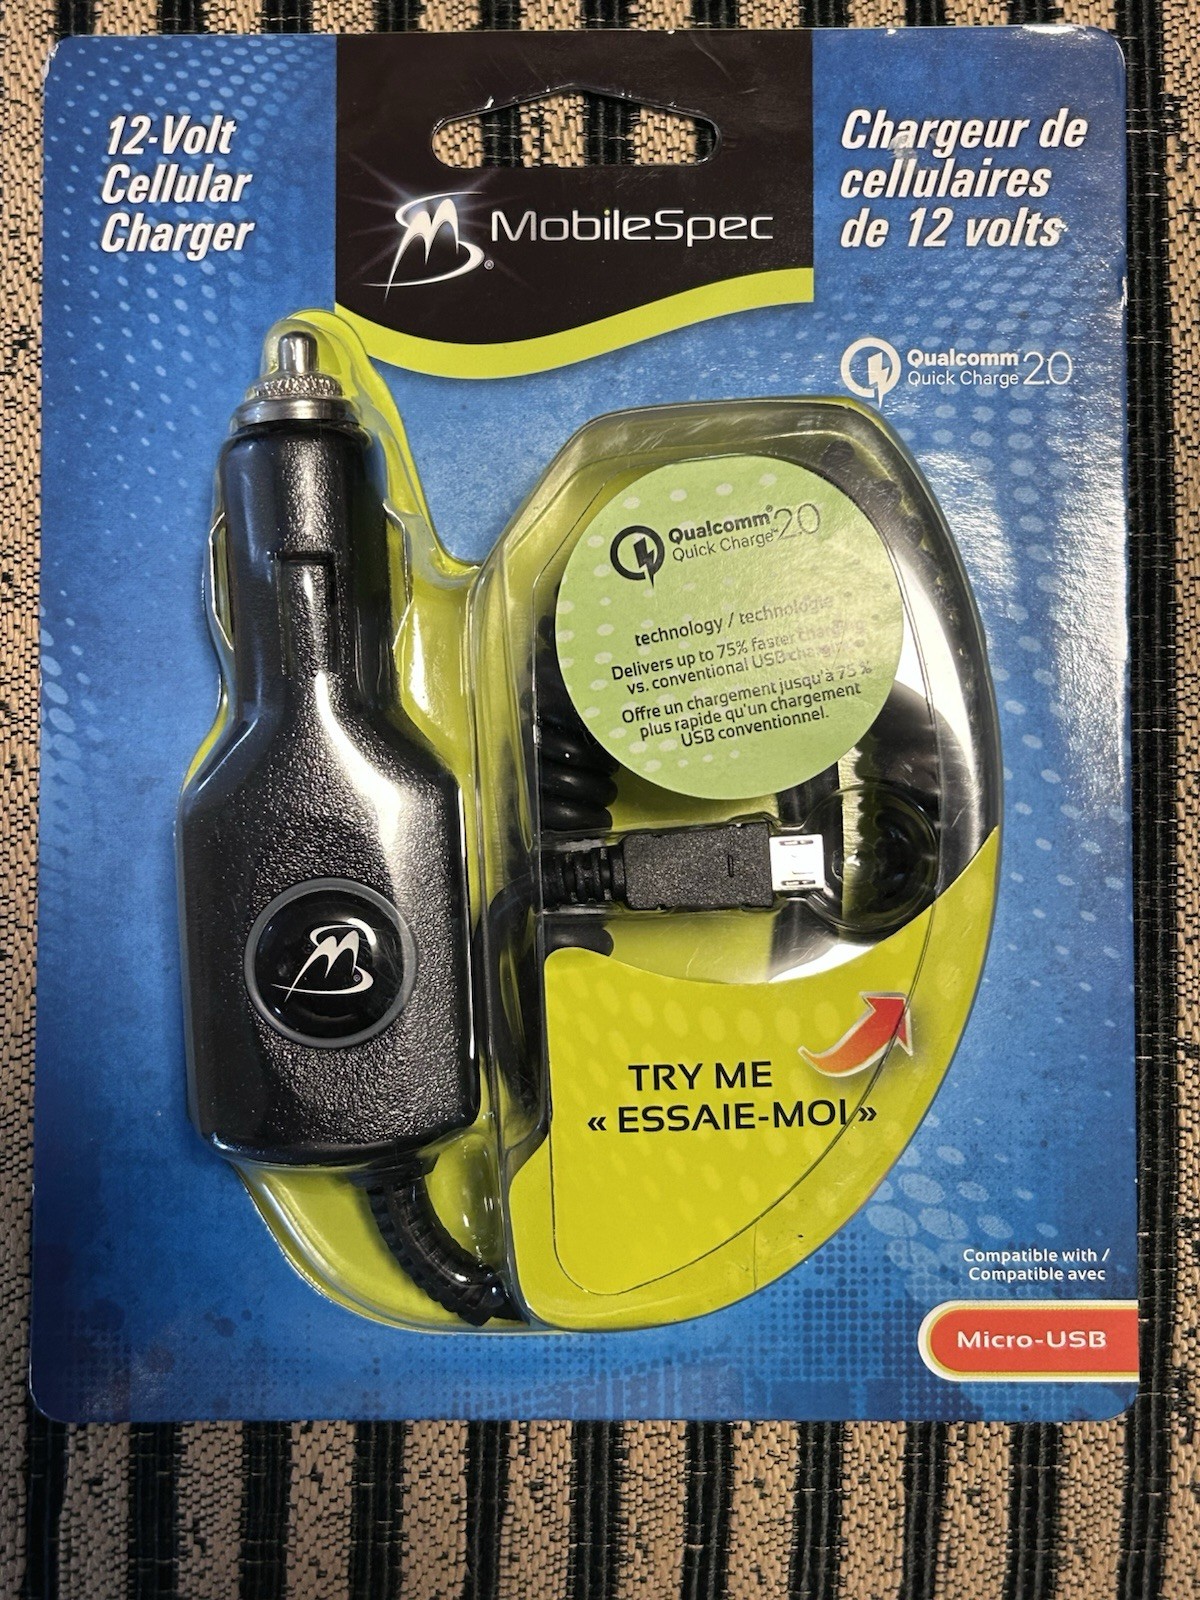 12-Volt
Cellular
Charger
MobileSpec
Chargeur de
cellulaires
de 12 volts
Qualcomm
Quick Charge 2.0
Qualcomm® 2.0
Quick Charge™
technology / technologie
Delivers up to 75% faster charging
vs. conventional USB charging.
Offre un chargement jusqu'à 75 %
plus rapide qu'un chargement
USB conventionnel.
TRY ME
« ESSAIE-MOI »
Compatible with /
Compatible avec
Micro-USB